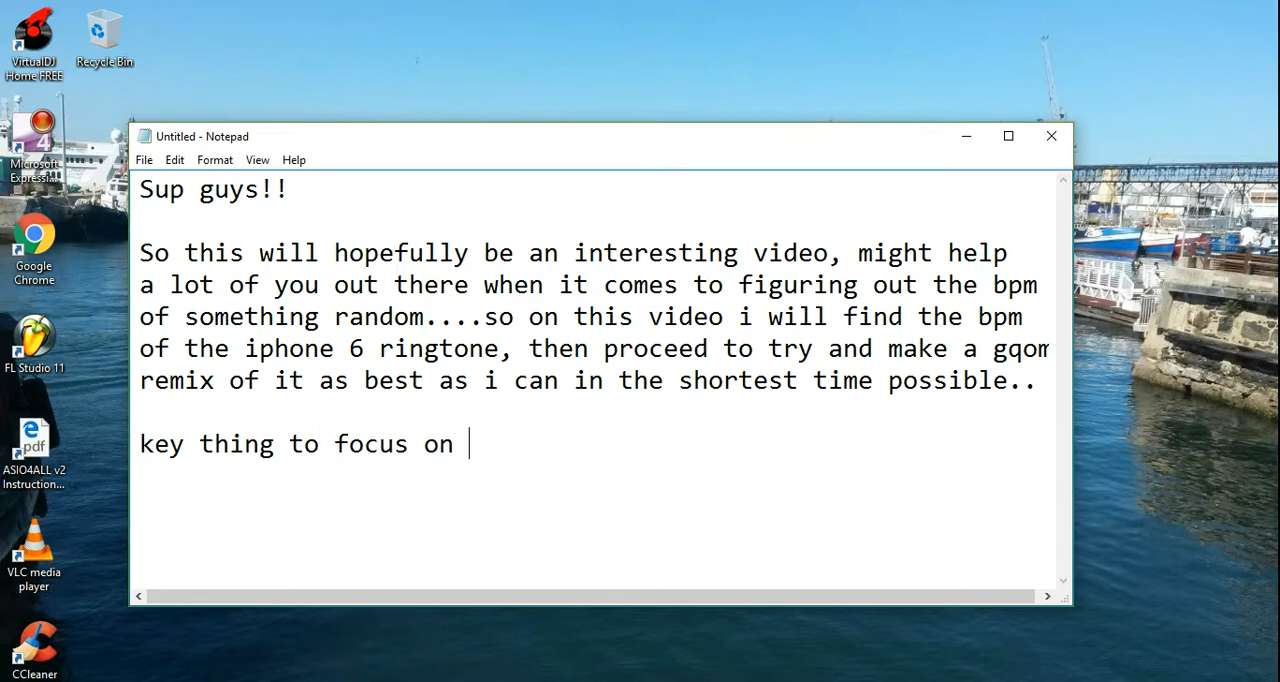 VirtualDJ
Home FREE
Recycle Bin
Microsoft
Expressi...
Google
Chrome
FL Studio 11
ASIO4ALL v2
Instruction...
VLC media
player
CCleaner
Untitled - Notepad
File Edit Format View Help
Sup guys!!
So this will hopefully be an interesting video, might help
a lot of you out there when it comes to figuring out the bpm
of something random....so on this video i will find the bpm
of the iphone 6 ringtone, then proceed to try and make a gqom
remix of it as best as i can in the shortest time possible..
key thing to focus on